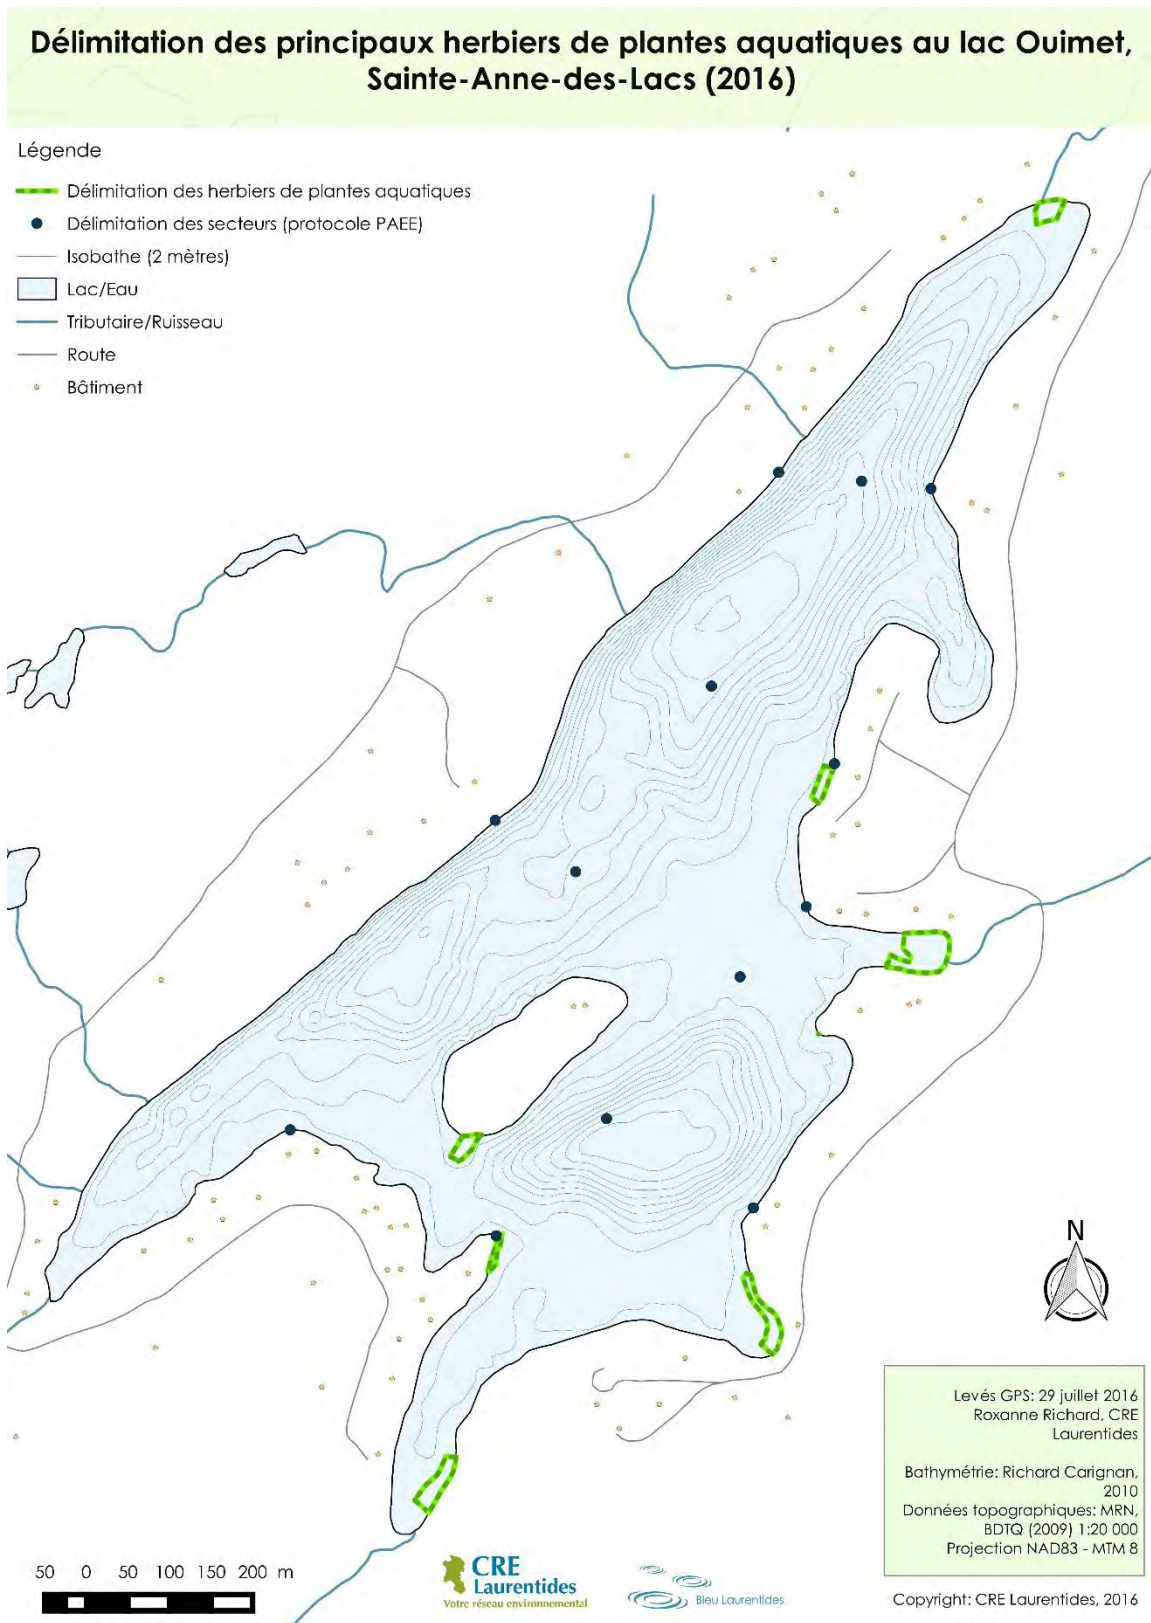 Délimitation des principaux herbiers de plantes aquatiques au lac Ouimet,
Sainte-Anne-des-Lacs (2016)
Légende
Délimitation des herbiers de plantes aquatiques
Délimitation des secteurs (protocole PAEE)
Isobathe (2 mètres)
Lac/Eau
Tributaire/Ruisseau
Route
Bâtiment
N
Levés GPS: 29 juillet 2016
Roxanne Richard, CRE
Laurentides
Bathymétrie: Richard Carignan,
2010
Données topographiques: MRN,
BDTQ (2009) 1:20 000
Projection NAD83 - MTM 8
50 0 50 100 150 200 m
CRE
Laurentides
Votre réseau environnemental
Bleu Laurentides
Copyright: CRE Laurentides, 2016